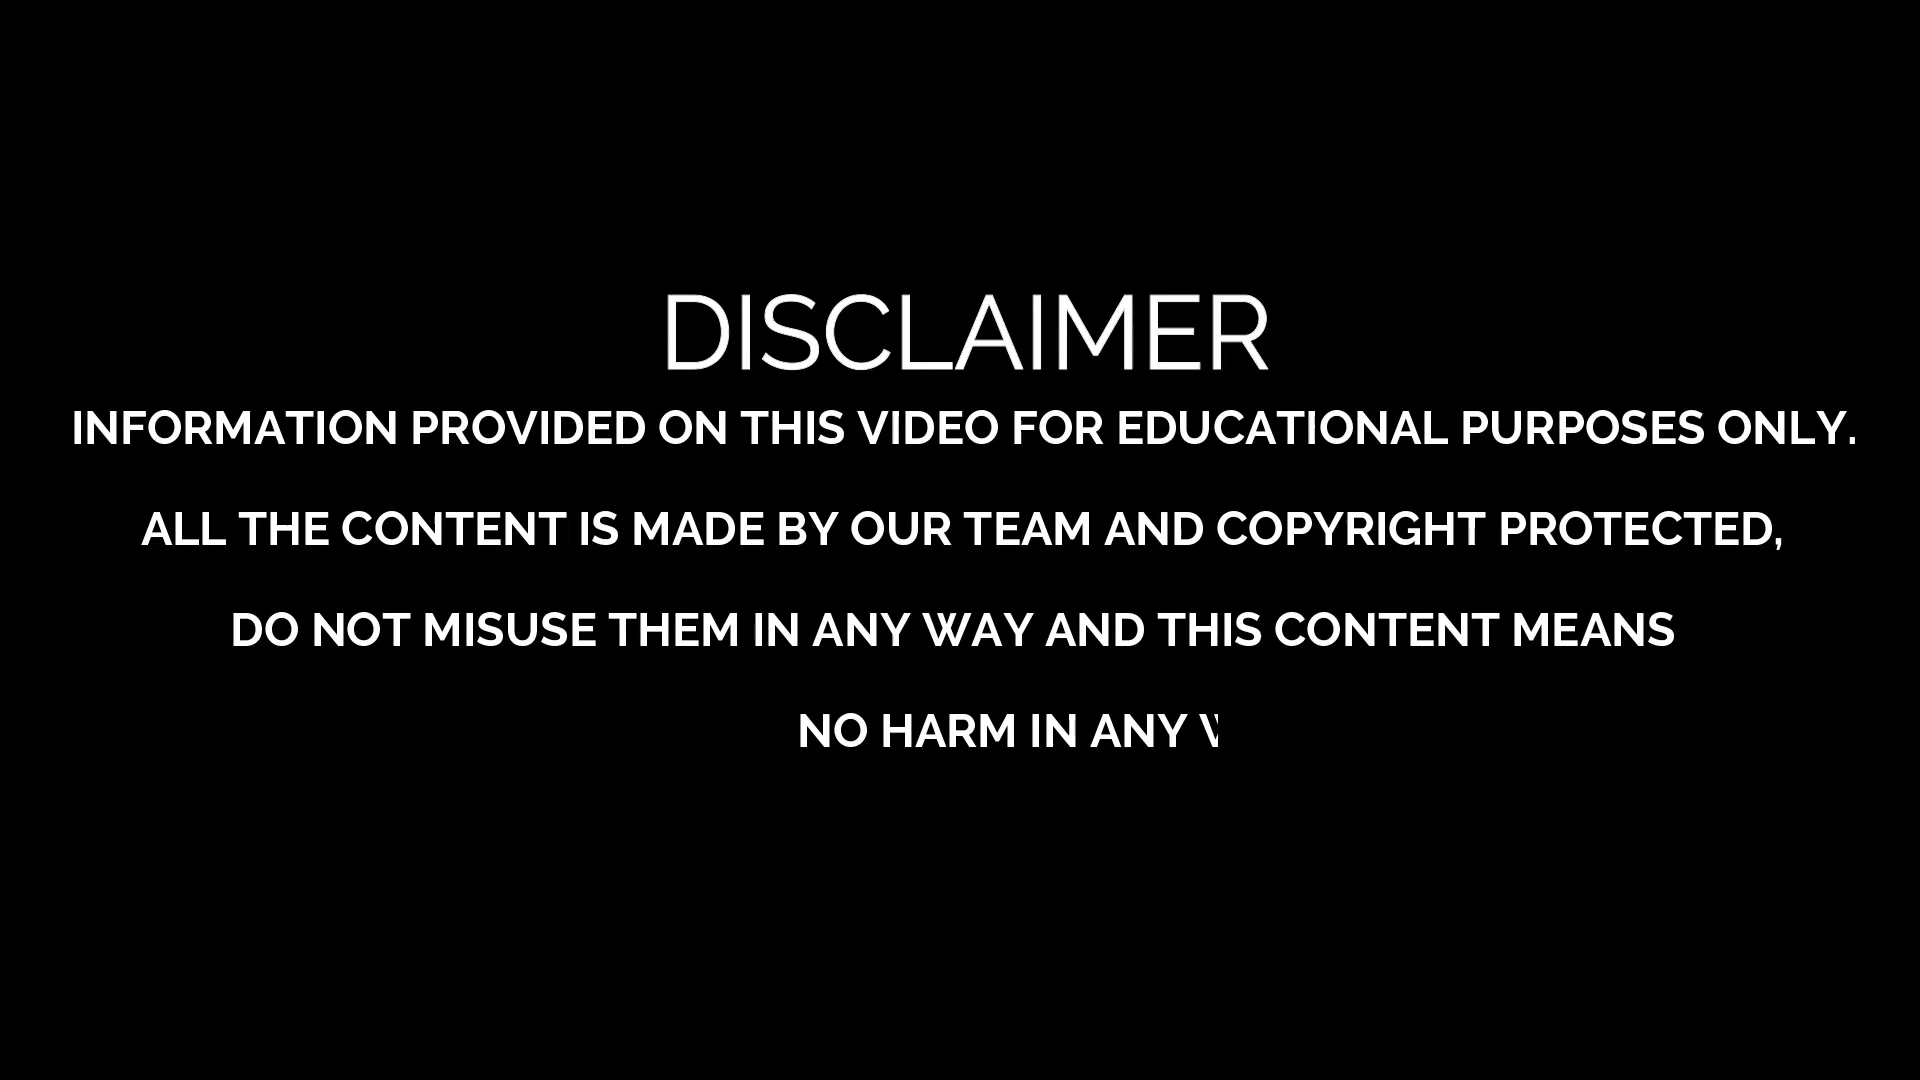 DISCLAIMER
INFORMATION PROVIDED ON THIS VIDEO FOR EDUCATIONAL PURPOSES ONLY.
ALL THE CONTENT IS MADE BY OUR TEAM AND COPYRIGHT PROTECTED,
DO NOT MISUSE THEM IN ANY WAY AND THIS CONTENT MEANS
NO HARM IN ANY